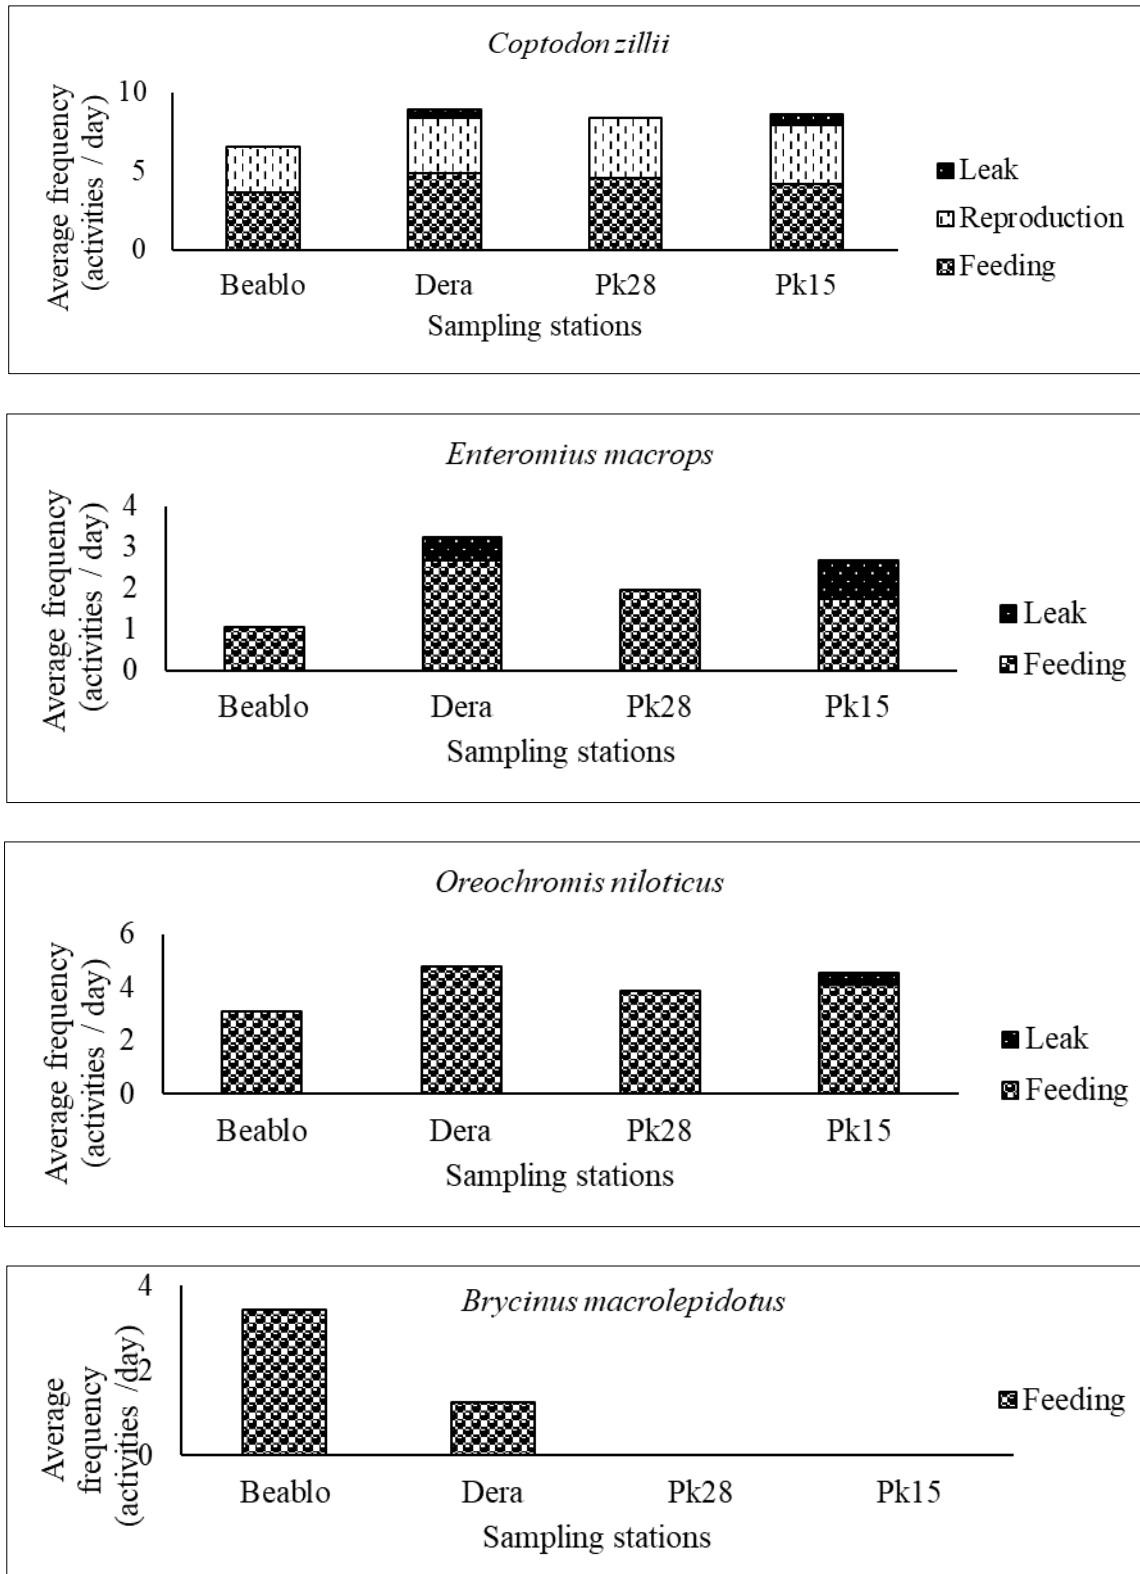 Coptodon zillii
Average frequency
(activities / day)
10
5
0
Beablo Dera Pk28 Pk15
Sampling stations
Leak
Reproduction
Feeding
Enteromius macrops
Average frequency
(activities / day)
4
3
2
1
0
Beablo Dera Pk28 Pk15
Sampling stations
Leak
Feeding
Oreochromis niloticus
Average frequency
(activities / day)
6
4
2
0
Beablo Dera Pk28 Pk15
Sampling stations
Leak
Feeding
Brycinus macrolepidotus
Average
frequency
(activities /day)
4
2
0
Beablo Dera Pk28 Pk15
Sampling stations
Feeding